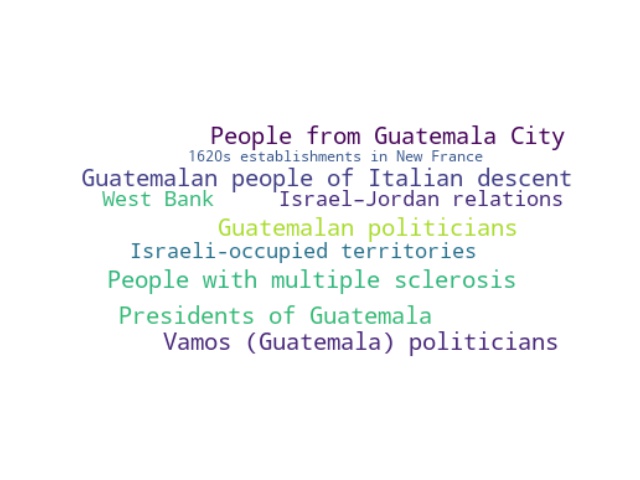 People from Guatemala City
1620s establishments in New France
Guatemalan people of Italian descent
West Bank
Israel–Jordan relations
Guatemalan politicians
Israeli-occupied territories
People with multiple sclerosis
Presidents of Guatemala
Vamos (Guatemala) politicians